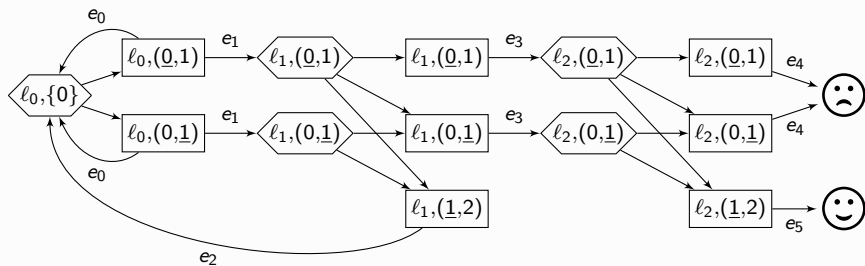 e₀
ℓ₀,(0̲,1) e₁ ℓ₁,(0̲,1) ℓ₁,(0̲,1) e₃ ℓ₂,(0̲,1) ℓ₂,(0̲,1) e₄
ℓ₀,{0}
ℓ₀,(0,1̲) e₁ ℓ₁,(0,1̲) ℓ₁,(0,1̲) e₃ ℓ₂,(0,1̲) ℓ₂,(0,1̲) e₄
e₀
ℓ₁,(1̲,2) ℓ₂,(1̲,2) e₅
e₂